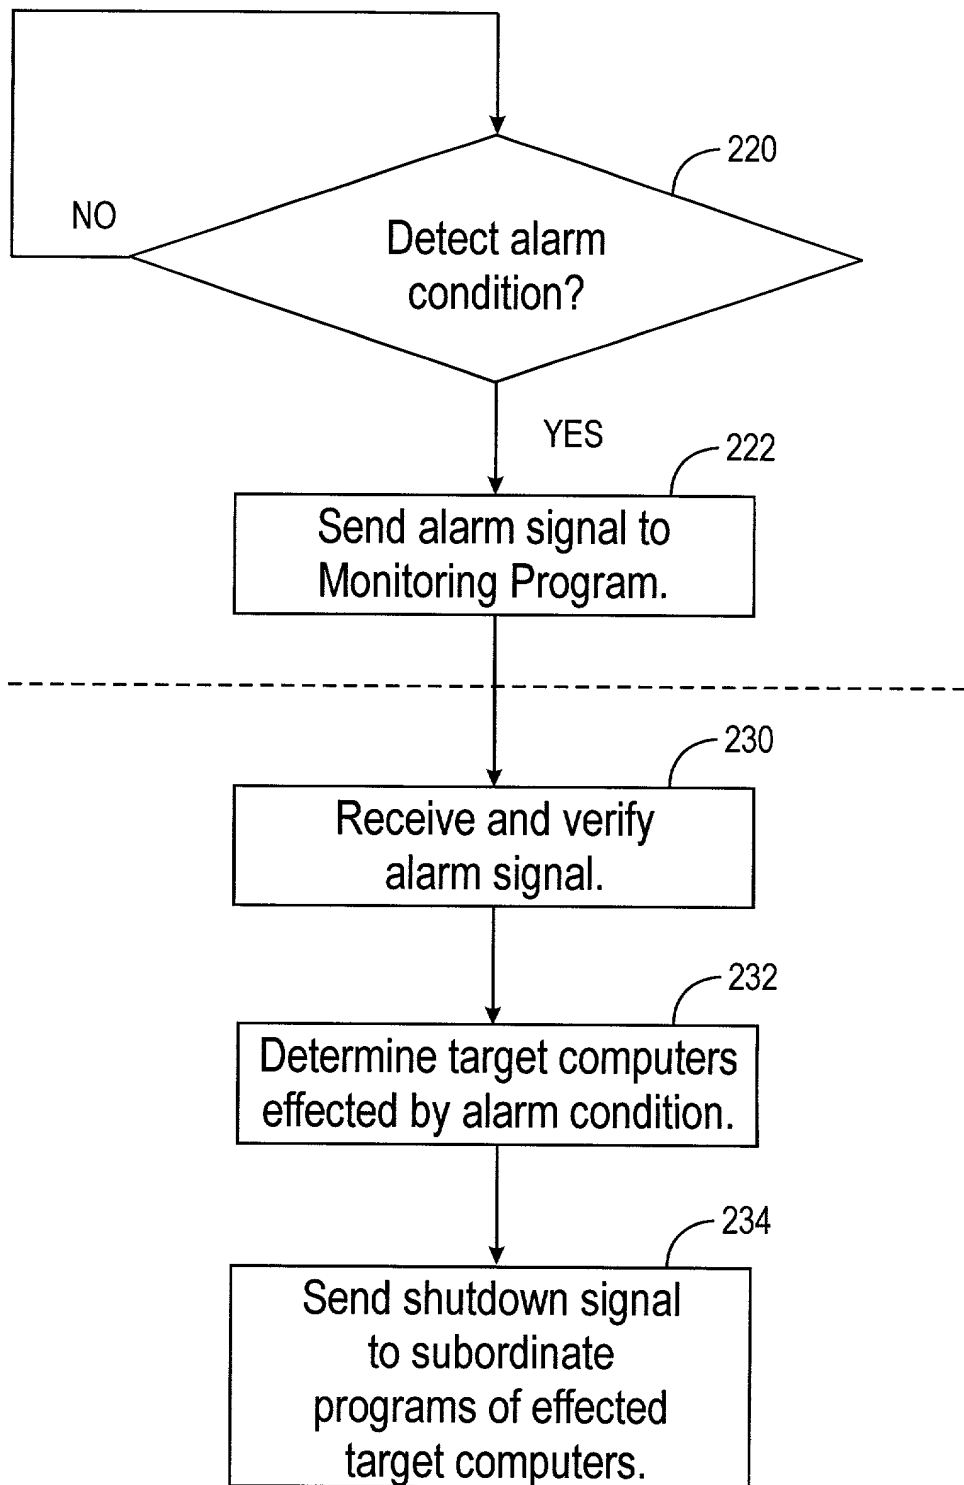 220
NO
Detect alarm
condition?
YES
222
Send alarm signal to
Monitoring Program.
230
Receive and verify
alarm signal.
232
Determine target computers
effected by alarm condition.
234
Send shutdown signal
to subordinate
programs of effected
target computers.